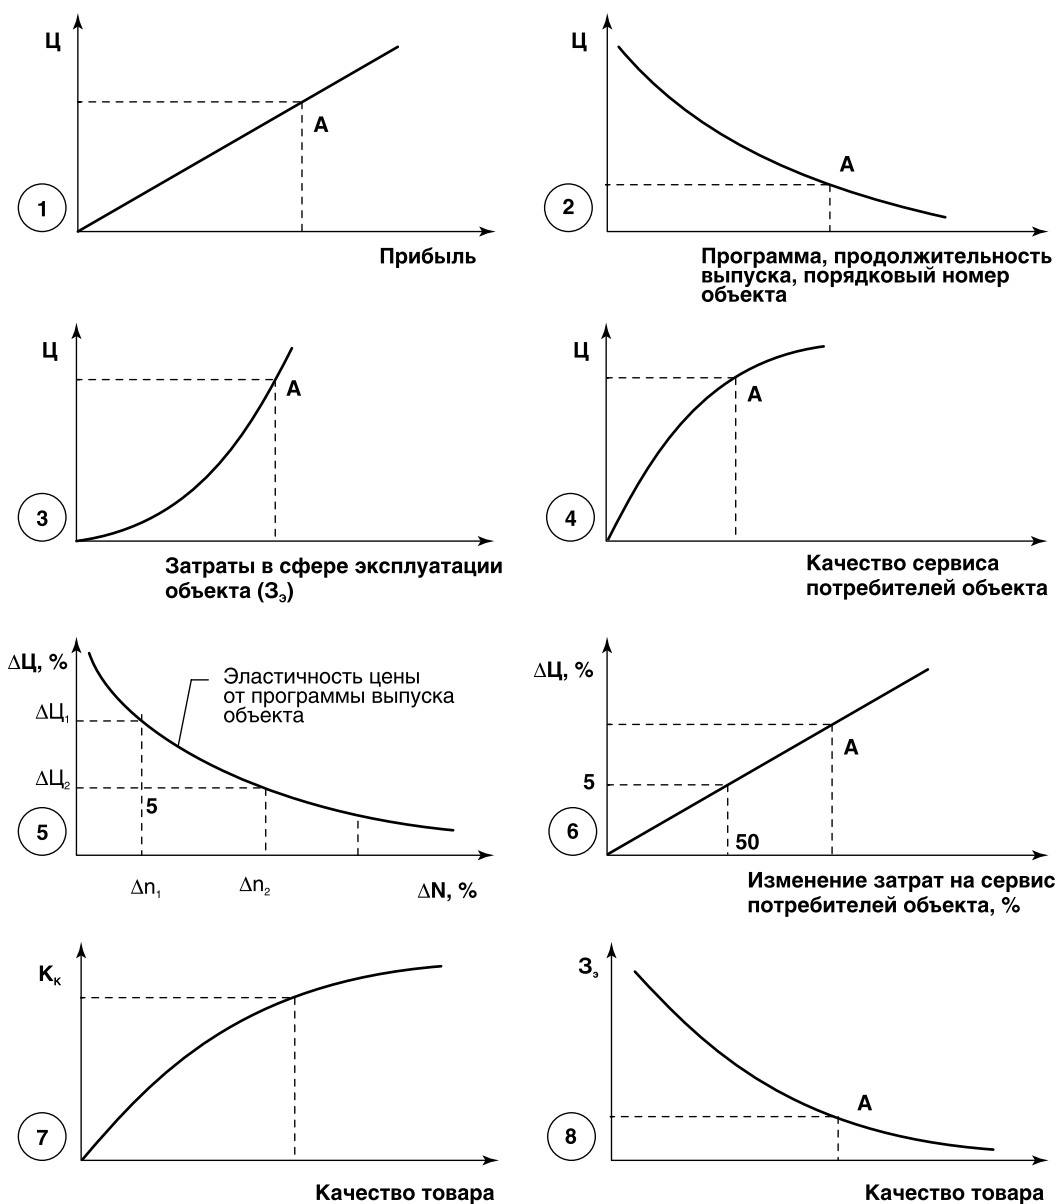 Ц
А
1
Прибыль
Ц
А
2
Программа, продолжительность
выпуска, порядковый номер
объекта
Ц
А
3
Затраты в сфере эксплуатации
объекта (Зэ)
Ц
А
4
Качество сервиса
потребителей объекта
ΔЦ, %
Эластичность цены
от программы выпуска
объекта
ΔЦ1
ΔЦ2
5
5
Δn1
Δn2
ΔN, %
ΔЦ, %
А
5
50
6
Изменение затрат на сервис
потребителей объекта, %
Кк
7
Качество товара
Зэ
А
8
Качество товара